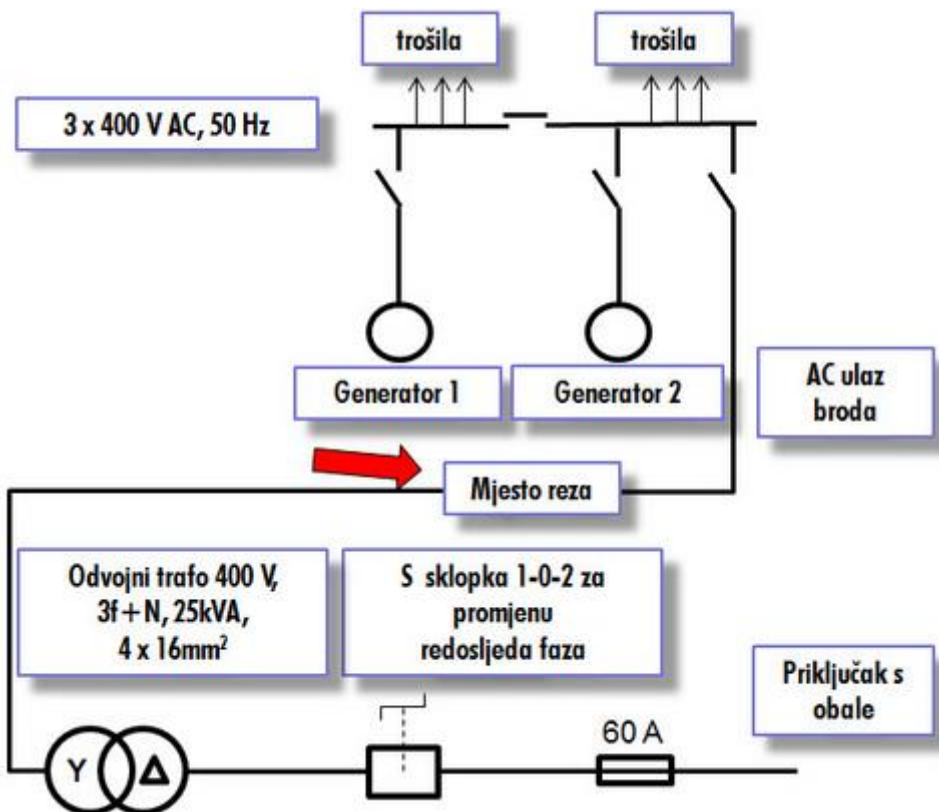 trošila
trošila
3 x 400 V AC, 50 Hz
Generator 1
Generator 2
AC ulaz
broda
Mjesto reza
Odvojni trafo 400 V,
3f + N, 25kVA,
4 x 16mm²
S sklopka 1-0-2 za
promjenu
redosljeda faza
Priključak s
obale
60 A
Y
Δ